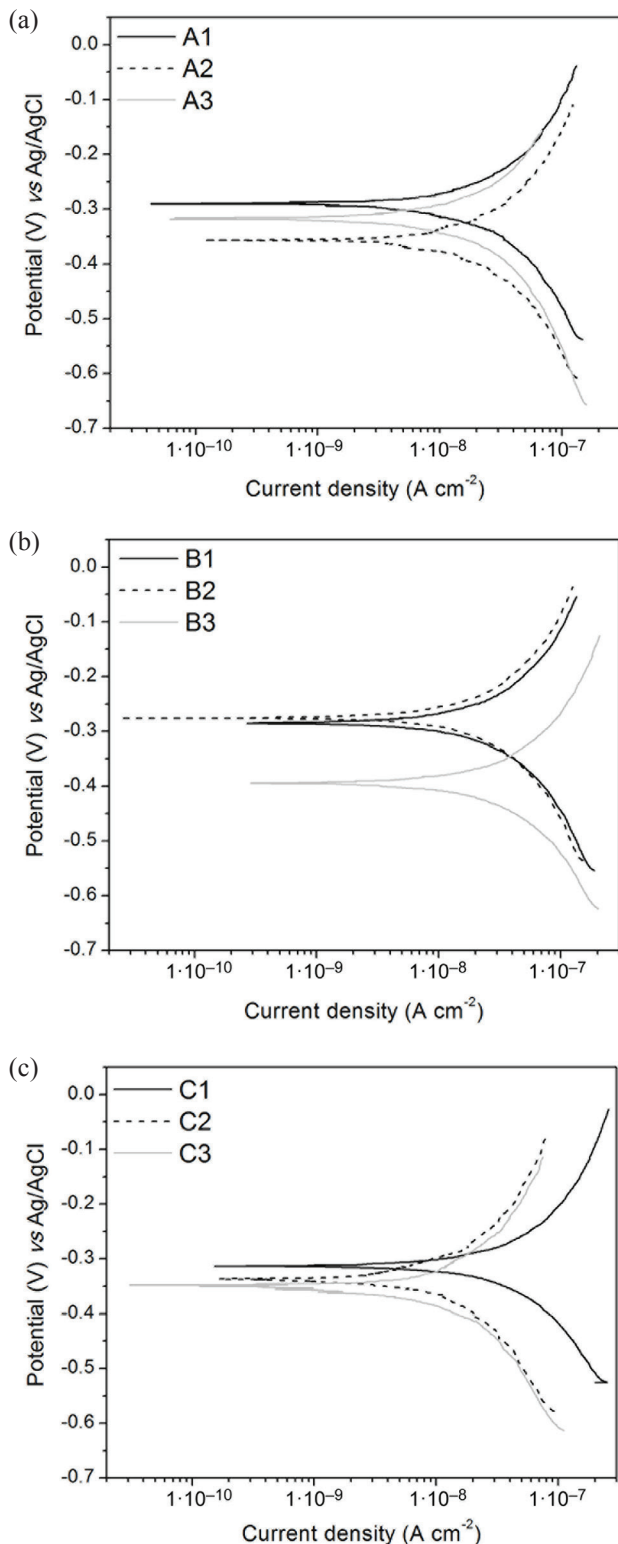 (a)
A1
A2
A3
0.0
-0.1
-0.2
-0.3
-0.4
-0.5
-0.6
-0.7
Potential (V) vs Ag/AgCl
1·10⁻¹⁰ 1·10⁻⁹ 1·10⁻⁸ 1·10⁻⁷
Current density (A cm⁻²)
(b)
B1
B2
B3
0.0
-0.1
-0.2
-0.3
-0.4
-0.5
-0.6
-0.7
Potential (V) vs Ag/AgCl
1·10⁻¹⁰ 1·10⁻⁹ 1·10⁻⁸ 1·10⁻⁷
Current density (A cm⁻²)
(c)
C1
C2
C3
0.0
-0.1
-0.2
-0.3
-0.4
-0.5
-0.6
-0.7
Potential (V) vs Ag/AgCl
1·10⁻¹⁰ 1·10⁻⁹ 1·10⁻⁸ 1·10⁻⁷
Current density (A cm⁻²)